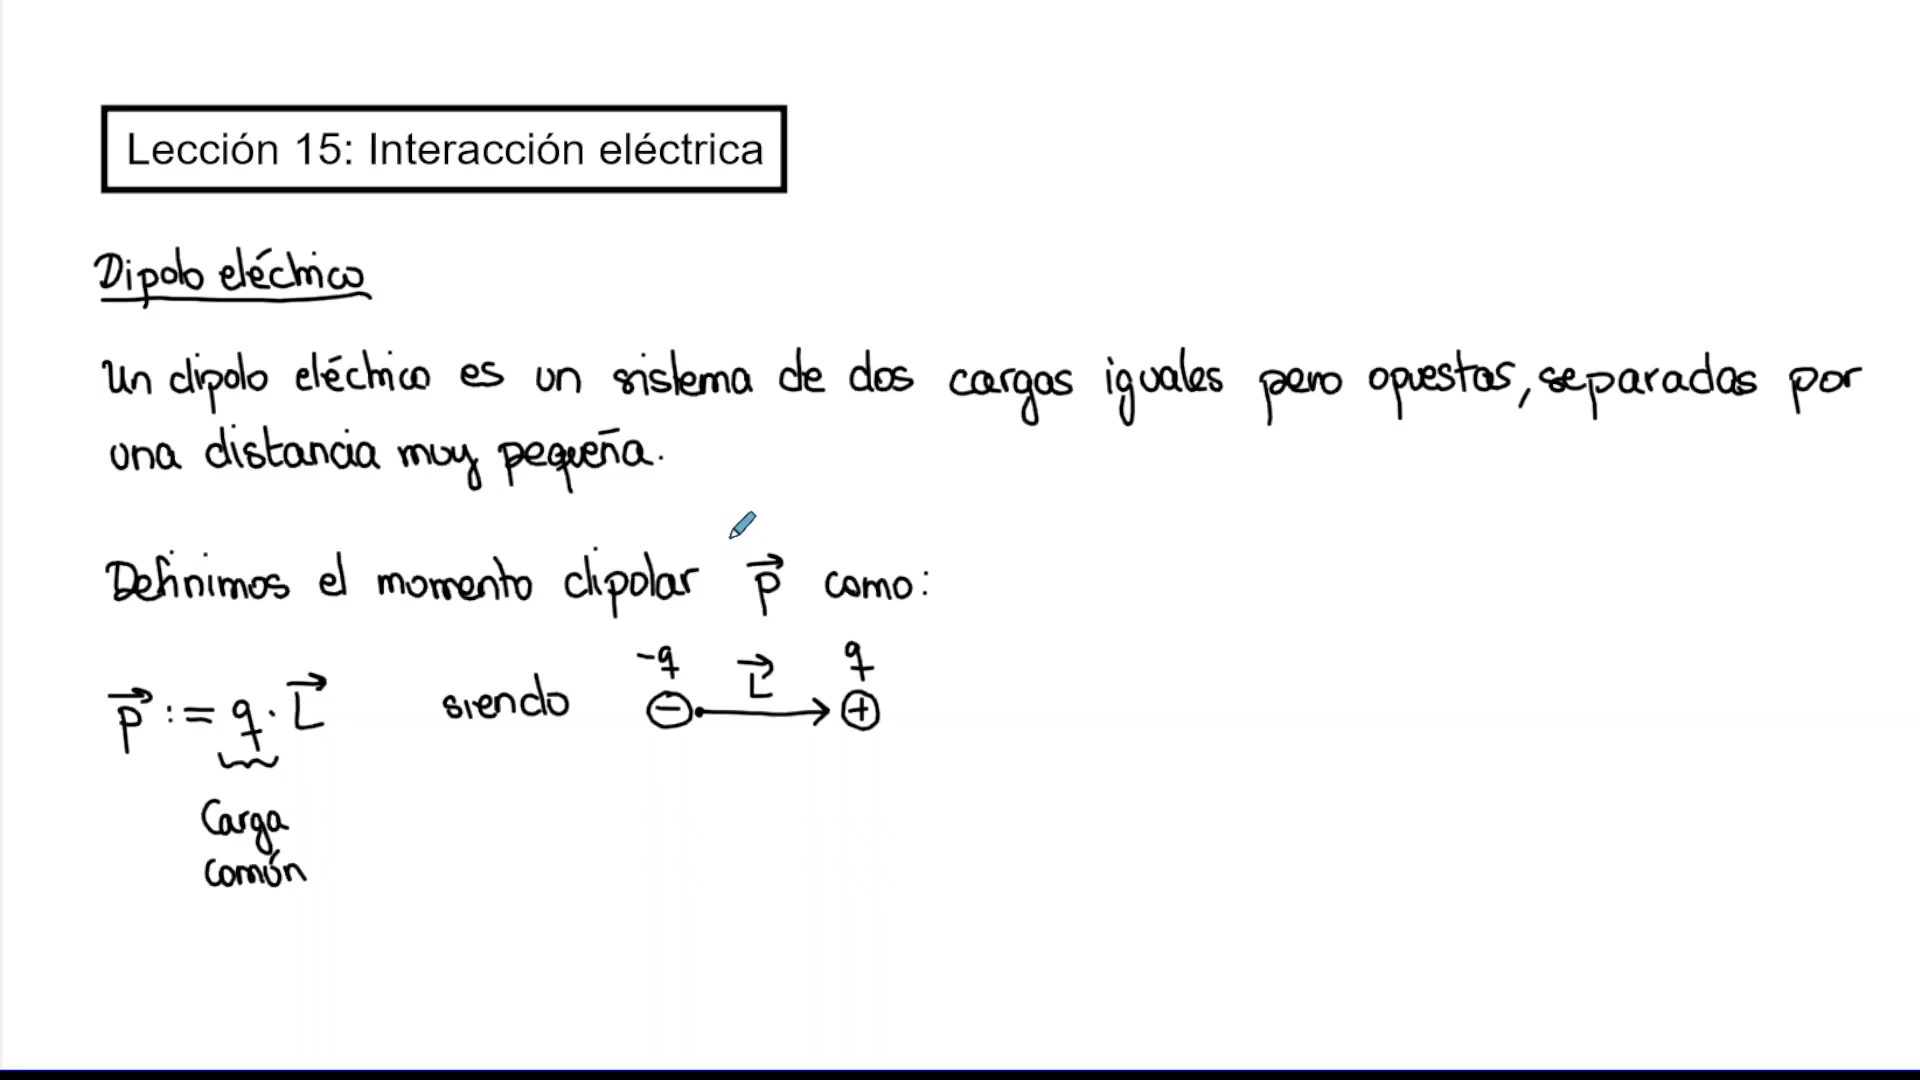 Lección 15: Interacción eléctrica
Dipolo eléctrico
Un dipolo eléctrico es un sistema de dos cargas iguales pero opuestas, separadas por
una distancia muy pequeña.
Definimos el momento dipolar p⃗ como:
-q L⃗ q
p⃗ := q · L⃗ siendo ⊖ → ⊕
Carga
común